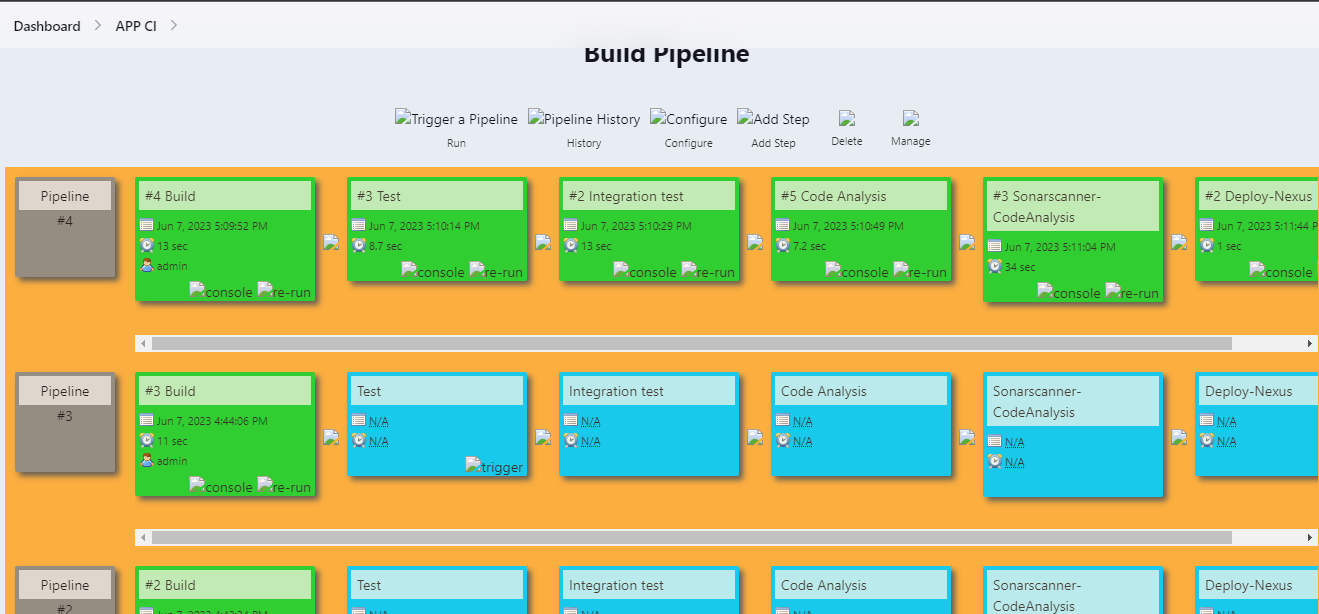 Dashboard
APP CI
Build Pipeline
Trigger a Pipeline
Pipeline History
Configure
Add Step
Run
History
Configure
Add Step
Delete
Manage
Pipeline
#4
#4 Build
Jun 7, 2023 5:09:52 PM
13 sec
admin
console
re-run
#3 Test
Jun 7, 2023 5:10:14 PM
8.7 sec
console
re-run
#2 Integration test
Jun 7, 2023 5:10:29 PM
13 sec
console
re-run
#5 Code Analysis
Jun 7, 2023 5:10:49 PM
7.2 sec
console
re-run
#3 Sonarscanner-
CodeAnalysis
Jun 7, 2023 5:11:04 PM
34 sec
console
re-run
#2 Deploy-Nexus
Jun 7, 2023 5:11:44 P
1 sec
console
Pipeline
#3
#3 Build
Jun 7, 2023 4:44:06 PM
11 sec
admin
console
re-run
Test
N/A
N/A
trigger
Integration test
N/A
N/A
Code Analysis
N/A
N/A
Sonarscanner-
CodeAnalysis
N/A
N/A
Deploy-Nexus
N/A
N/A
Pipeline
#2
#2 Build
Test
Integration test
Code Analysis
Sonarscanner-
CodeAnalysis
Deploy-Nexus